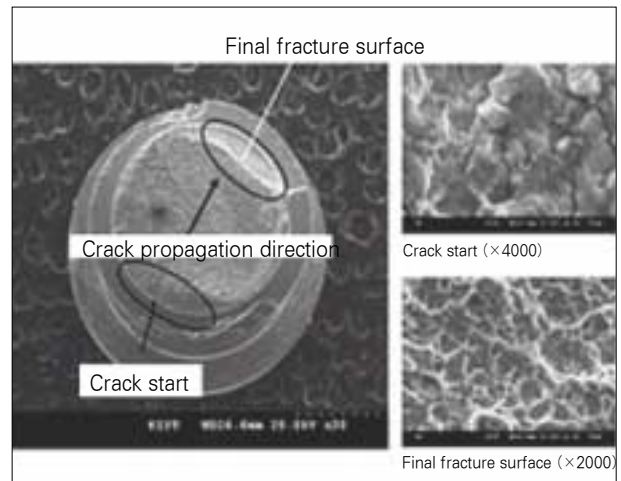 Final fracture surface
Crack propagation direction
Crack start
Crack start (×4000)
Final fracture surface (×2000)